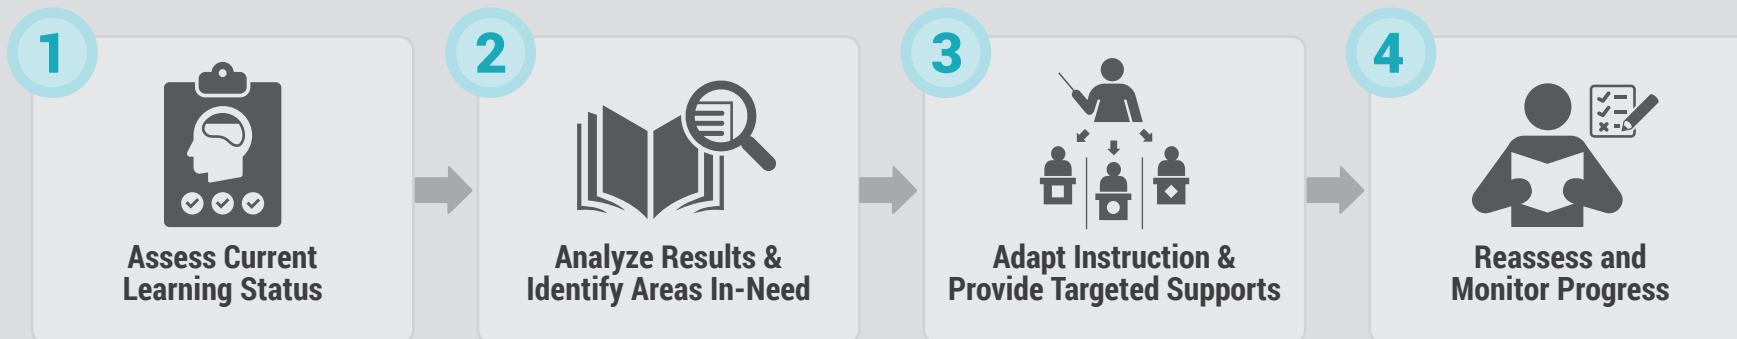 1
Assess Current
Learning Status
2
Analyze Results &
Identify Areas In-Need
3
Adapt Instruction &
Provide Targeted Supports
4
Reassess and
Monitor Progress